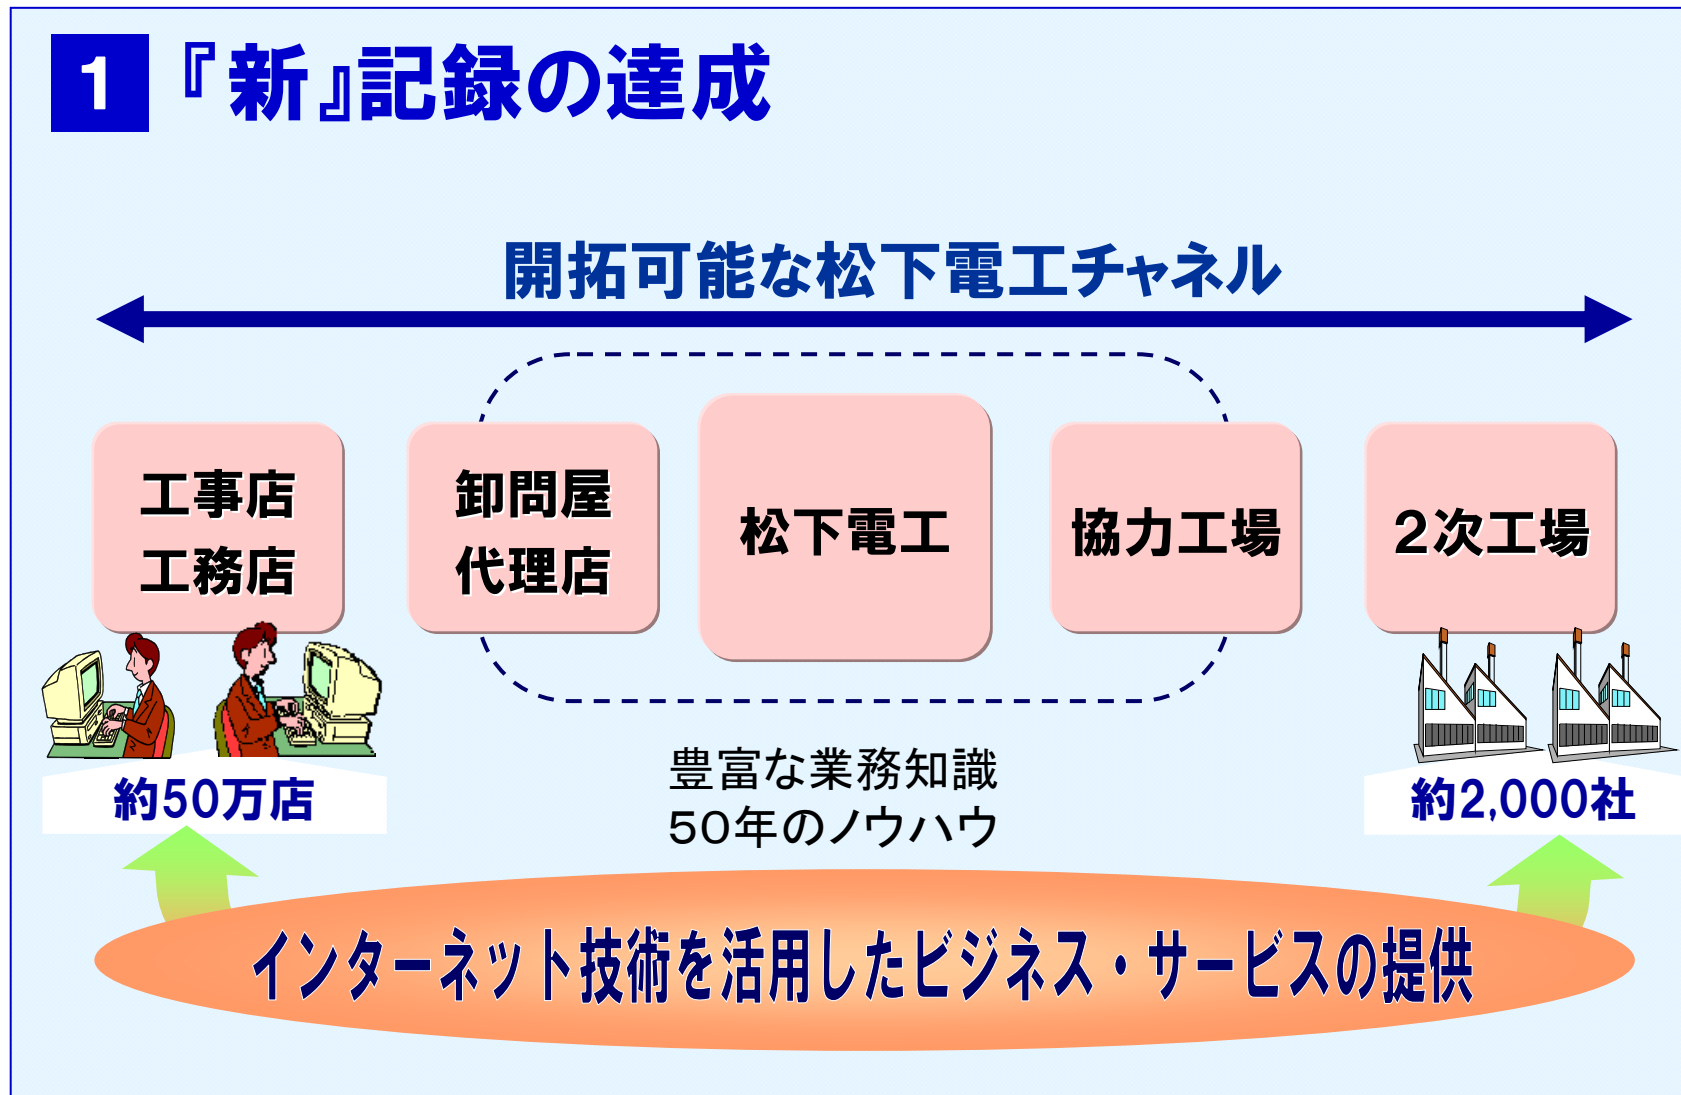 1 『新』記録の達成
開拓可能な松下電工チャネル
工事店
工務店
卸問屋
代理店
松下電工
協力工場
2次工場
約50万店
豊富な業務知識
50年のノウハウ
約2,000社
インターネット技術を活用したビジネス・サービスの提供